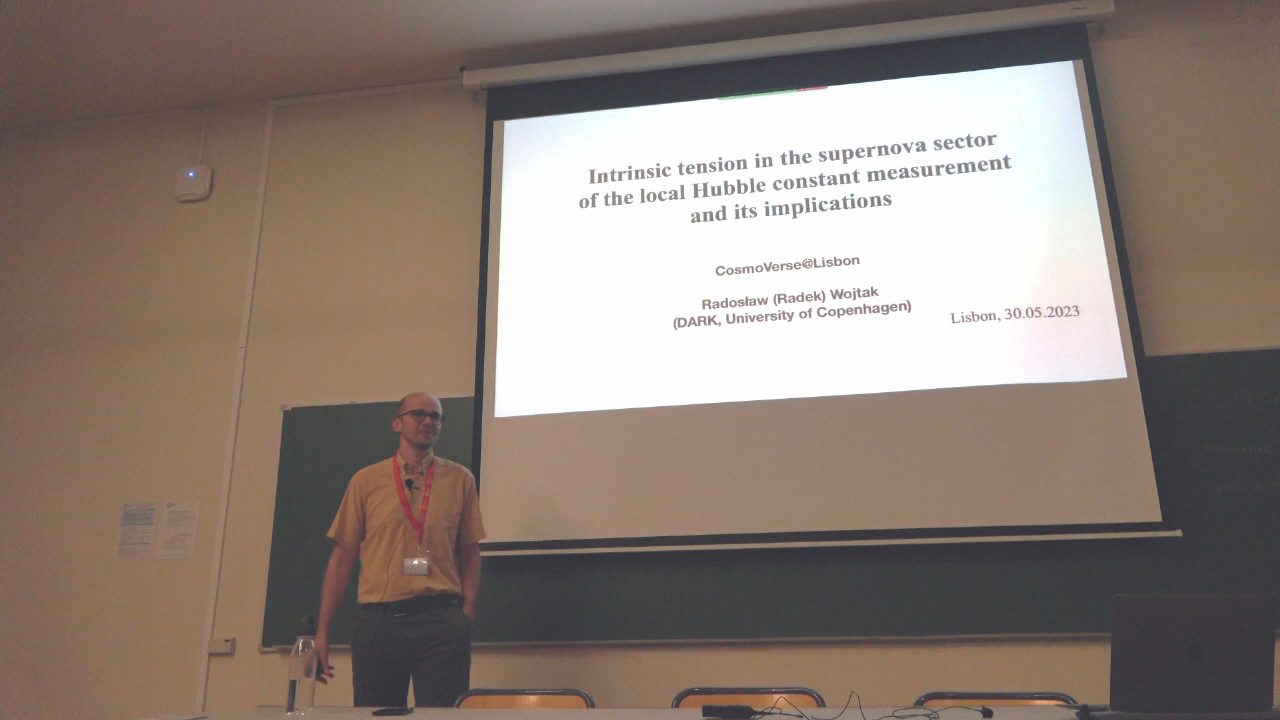 Intrinsic tension in the supernova sector
of the local Hubble constant measurement
and its implications
CosmoVerse@Lisbon
Radosław (Radek) Wojtak
(DARK, University of Copenhagen)
Lisbon, 30.05.2023